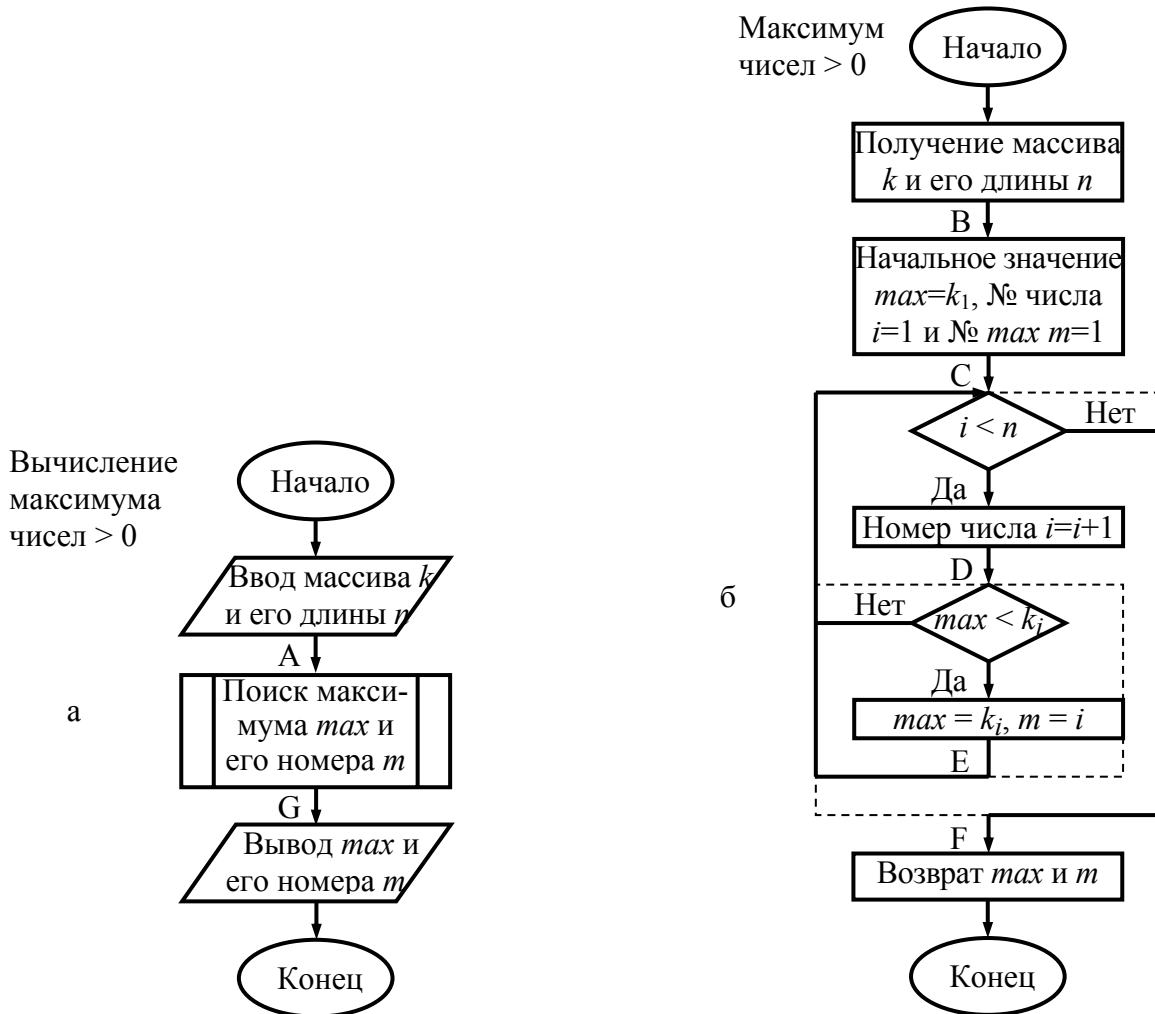 Вычисление
максимума
чисел > 0
Начало
Ввод массива k
и его длины n
A
а
Поиск макси-
мума max и
его номера m
G
Вывод max и
его номера m
Конец
Максимум
чисел > 0
Начало
Получение массива
k и его длины n
B
Начальное значение
max=k₁, № числа
i=1 и № max m=1
C
i < n
Нет
Да
Номер числа i=i+1
D
б
Нет
max < kᵢ
Да
max = kᵢ, m = i
E
F
Возврат max и m
Конец